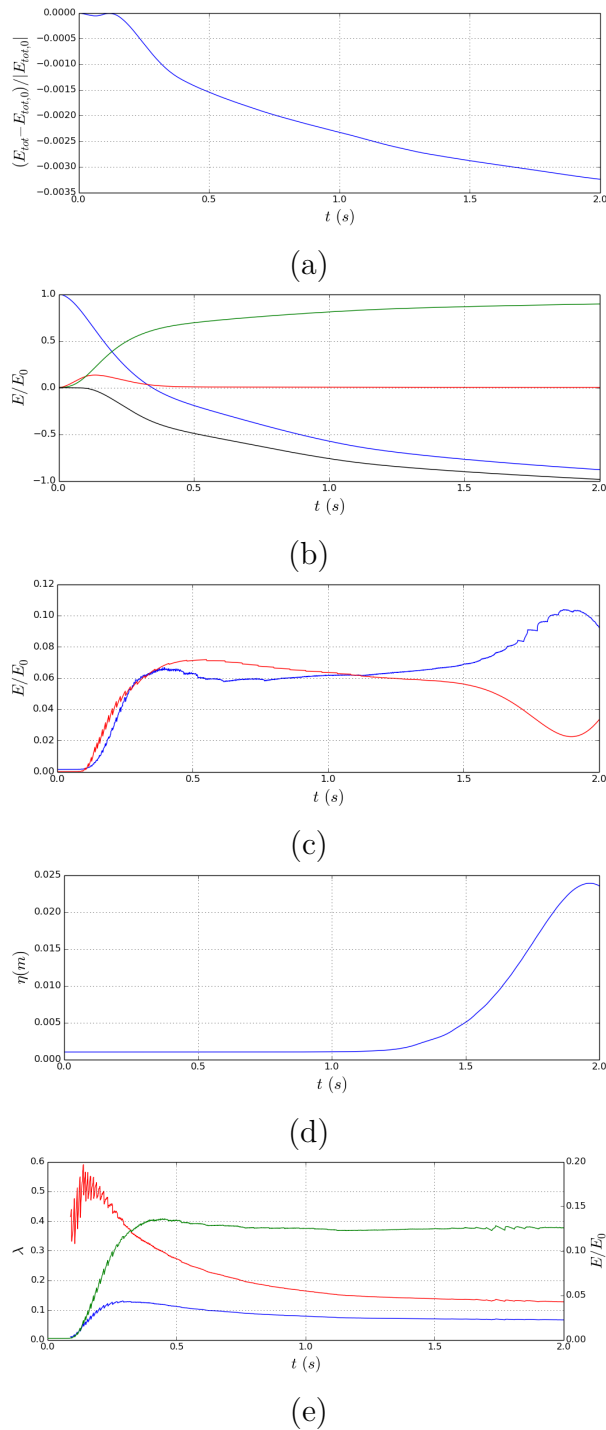 0.0000
−0.0005
−0.0010
−0.0015
−0.0020
−0.0025
−0.0030
−0.0035
(E_{tot} − E_{tot,0})/|E_{tot,0}|
0.0 0.5 1.0 1.5 2.0
t (s)
(a)
1.0
0.5
0.0
−0.5
−1.0
E/E_0
0.0 0.5 1.0 1.5 2.0
t (s)
(b)
0.12
0.10
0.08
0.06
0.04
0.02
0.00
E/E_0
0.0 0.5 1.0 1.5 2.0
t (s)
(c)
0.025
0.020
0.015
0.010
0.005
0.000
η(m)
0.0 0.5 1.0 1.5 2.0
t (s)
(d)
0.6
0.5
0.4
0.3
0.2
0.1
0.0
λ
0.20
0.15
0.10
0.05
0.00
E/E_0
0.0 0.5 1.0 1.5 2.0
t (s)
(e)